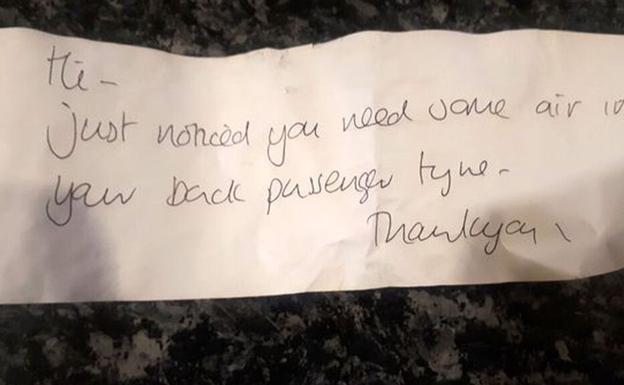 Hi-
Just noticed you need some air in
your back passenger tyre-
Thankyou